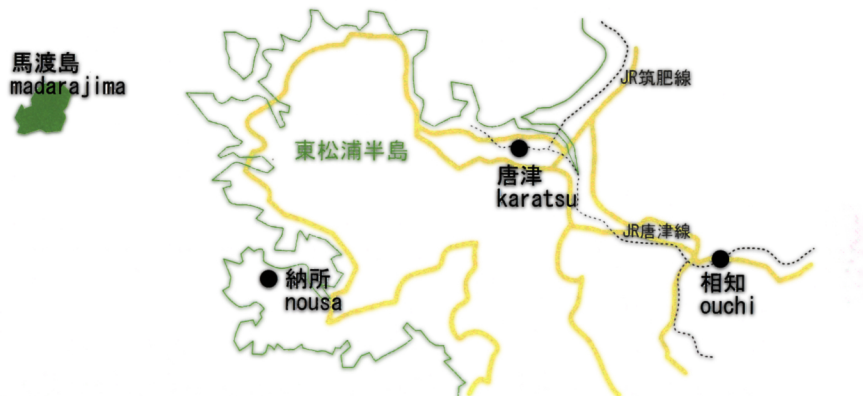 馬渡島
madarajima
JR筑肥線
東松浦半島
唐津
karatsu
JR唐津線
納所
nousa
相知
ouchi